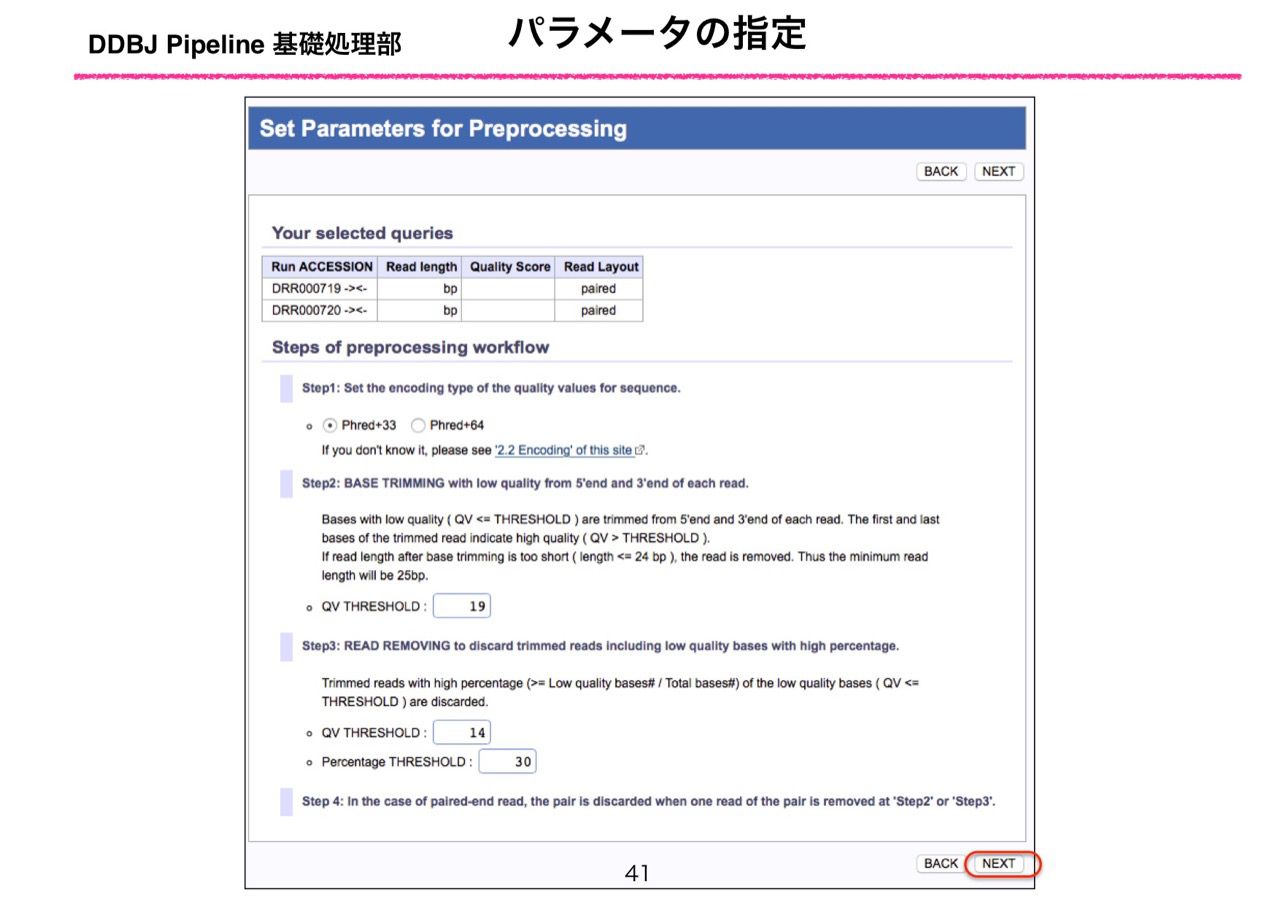 DDBJ Pipeline 基礎処理部
パラメータの指定
Set Parameters for Preprocessing
BACK NEXT
Your selected queries
Run ACCESSION Read length Quality Score Read Layout
DRR000719 -><- bp paired
DRR000720 -><- bp paired
Steps of preprocessing workflow
Step1: Set the encoding type of the quality values for sequence.
Phred+33 Phred+64
If you don't know it, please see '2.2 Encoding' of this site.
Step2: BASE TRIMMING with low quality from 5'end and 3'end of each read.
Bases with low quality ( QV <= THRESHOLD ) are trimmed from 5'end and 3'end of each read. The first and last
bases of the trimmed read indicate high quality ( QV > THRESHOLD ).
If read length after base trimming is too short ( length <= 24 bp ), the read is removed. Thus the minimum read
length will be 25bp.
QV THRESHOLD : 19
Step3: READ REMOVING to discard trimmed reads including low quality bases with high percentage.
Trimmed reads with high percentage (>= Low quality bases# / Total bases#) of the low quality bases ( QV <=
THRESHOLD ) are discarded.
QV THRESHOLD : 14
Percentage THRESHOLD : 30
Step 4: In the case of paired-end read, the pair is discarded when one read of the pair is removed at 'Step2' or 'Step3'.
BACK NEXT
41